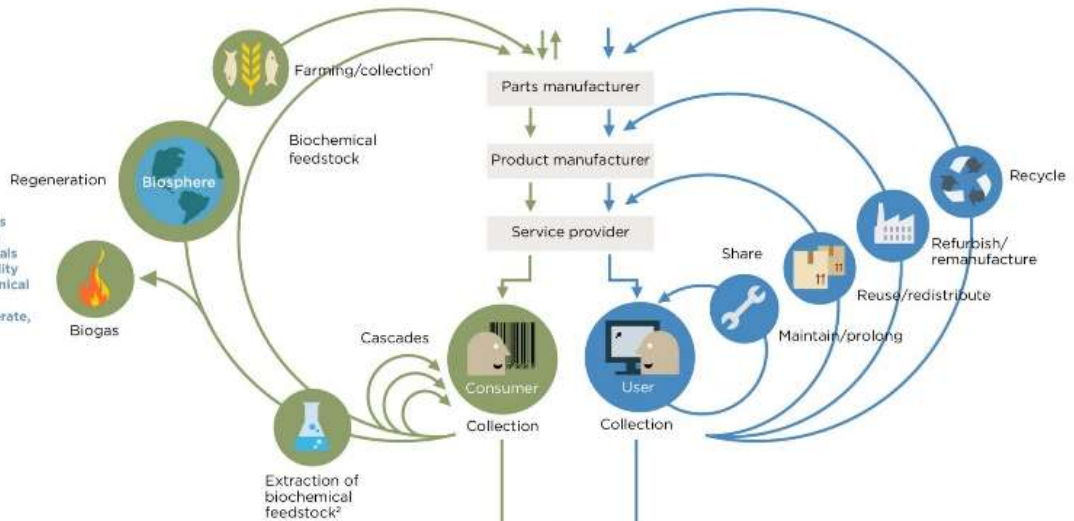 Farming/collection¹
Parts manufacturer
Biochemical
feedstock
Product manufacturer
Regeneration
Biosphere
Recycle
Service provider
Share
Refurbish/
remanufacture
Reuse/redistribute
Biogas
Cascades
Maintain/prolong
Consumer
User
Collection
Collection
Extraction of
biochemical
feedstock²